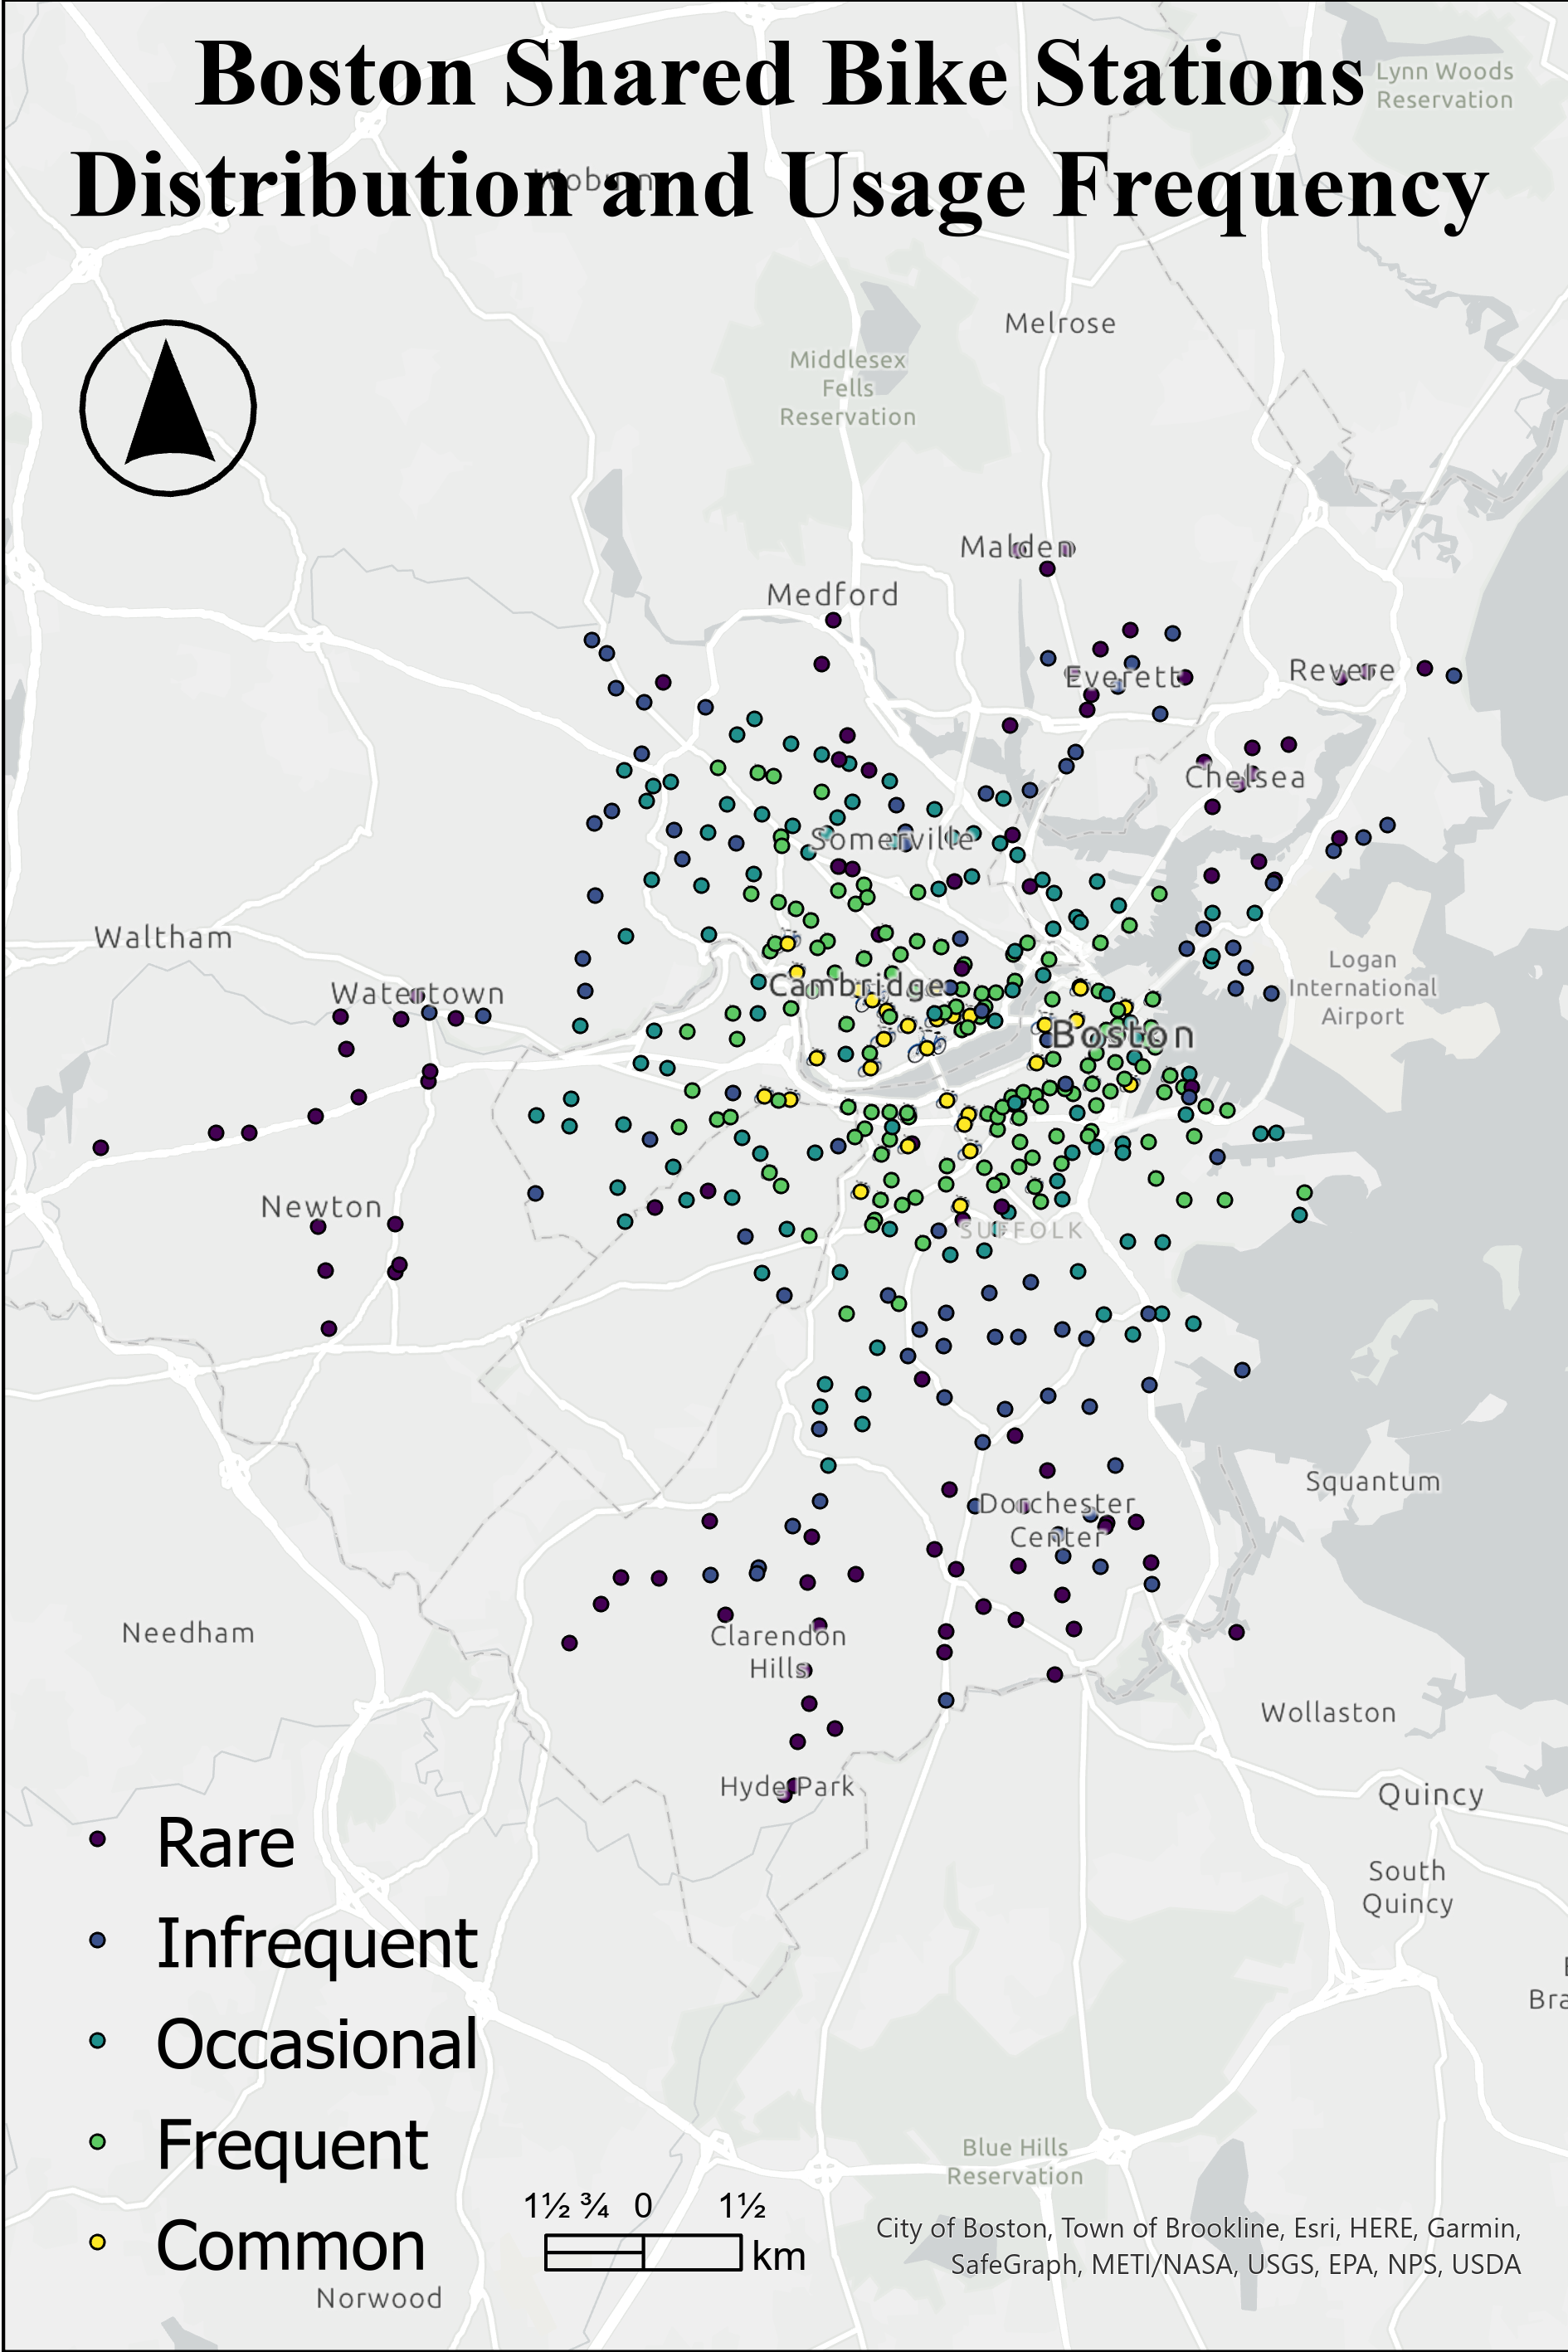 Boston Shared Bike Stations
Distribution and Usage Frequency
Lynn Woods
Reservation
Woburn
Melrose
Middlesex
Fells
Reservation
Malden
Medford
Everett
Revere
Chelsea
Somerville
Waltham
Watertown
Cambridge
Logan
International
Airport
Boston
Newton
SUFFOLK
Squantum
Dorchester
Center
Needham
Clarendon
Hills
Wollaston
Hyde Park
Quincy
South
Quincy
Bra
Rare
Infrequent
Occasional
Frequent
Common
Blue Hills
Reservation
1½ ¾ 0 1½
km
City of Boston, Town of Brookline, Esri, HERE, Garmin,
SafeGraph, METI/NASA, USGS, EPA, NPS, USDA
Norwood